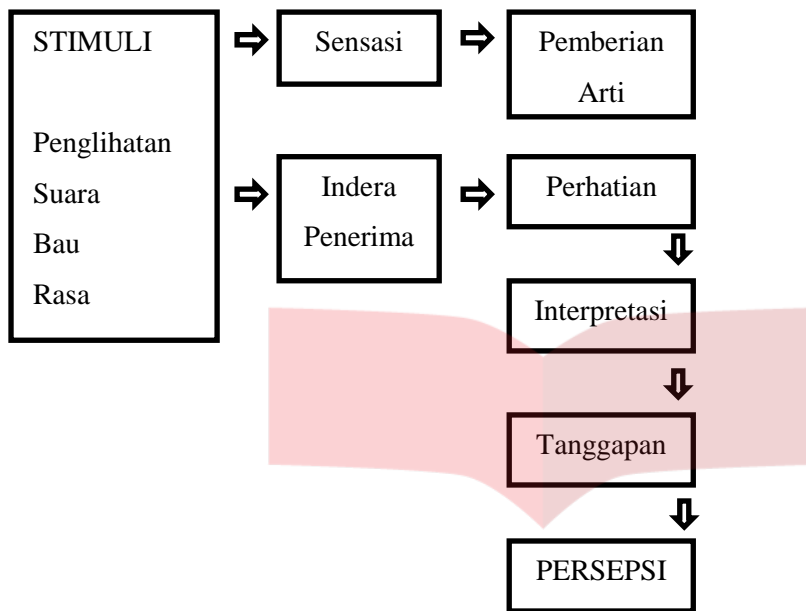 STIMULI
Penglihatan
Suara
Bau
Rasa
Sensasi
Pemberian
Arti
Indera
Penerima
Perhatian
Interpretasi
Tanggapan
PERSEPSI